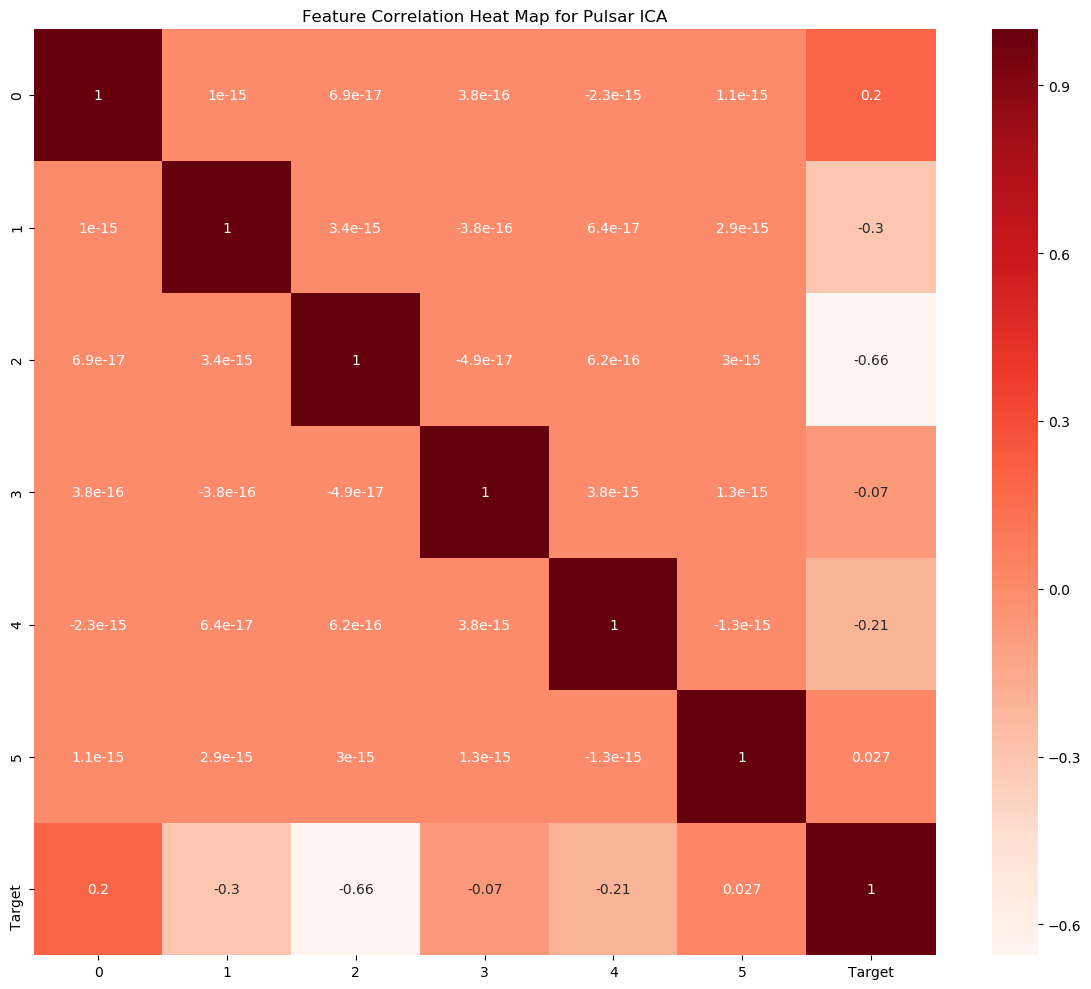 Feature Correlation Heat Map for Pulsar ICA
0 1 1e-15 6.9e-17 3.8e-16 -2.3e-15 1.1e-15 0.2
1 1e-15 1 3.4e-15 -3.8e-16 6.4e-17 2.9e-15 -0.3
2 6.9e-17 3.4e-15 1 -4.9e-17 6.2e-16 3e-15 -0.66
3 3.8e-16 -3.8e-16 -4.9e-17 1 3.8e-15 1.3e-15 -0.07
4 -2.3e-15 6.4e-17 6.2e-16 3.8e-15 1 -1.3e-15 -0.21
5 1.1e-15 2.9e-15 3e-15 1.3e-15 -1.3e-15 1 0.027
Target 0.2 -0.3 -0.66 -0.07 -0.21 0.027 1
0 1 2 3 4 5 Target
0.9
0.6
0.3
0.0
−0.3
−0.6